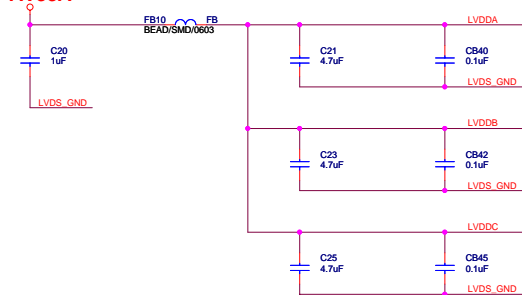 FB10 FB
BEAD/SMD/0603
C20
1uF
LVDS_GND
LVDDA
C21
4.7uF
CB40
0.1uF
LVDS_GND
LVDDB
C23
4.7uF
CB42
0.1uF
LVDS_GND
LVDDC
C25
4.7uF
CB45
0.1uF
LVDS_GND